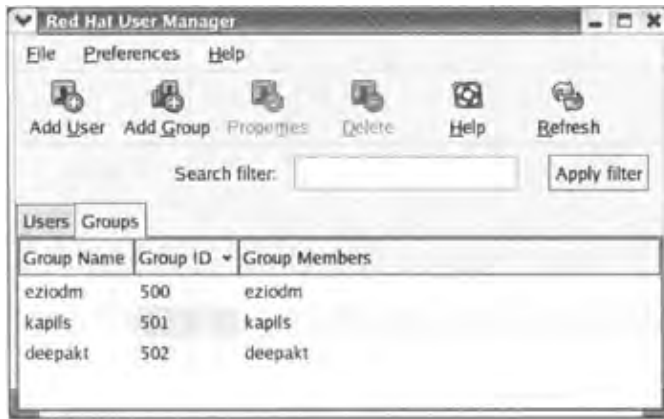 Red Hat User Manager
File Preferences Help
Add User Add Group Properties Delete Help Refresh
Search filter: Apply filter
Users Groups
Group Name Group ID Group Members
eziodm 500 eziodm
kapils 501 kapils
deepakt 502 deepakt